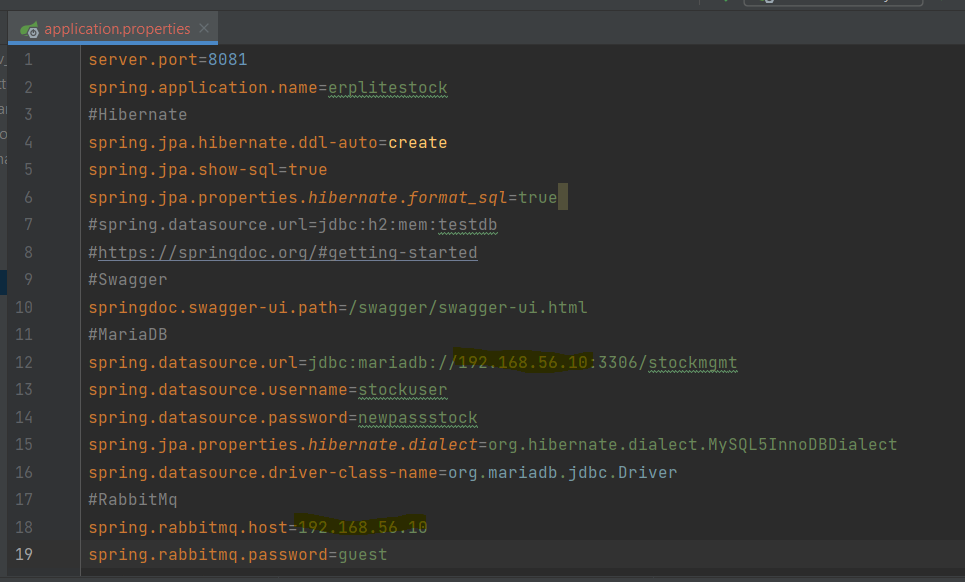 application.properties
1 server.port=8081
2 spring.application.name=erplitestock
3 #Hibernate
4 spring.jpa.hibernate.ddl-auto=create
5 spring.jpa.show-sql=true
6 spring.jpa.properties.hibernate.format_sql=true
7 #spring.datasource.url=jdbc:h2:mem:testdb
8 #https://springdoc.org/#getting-started
9 #Swagger
10 springdoc.swagger-ui.path=/swagger/swagger-ui.html
11 #MariaDB
12 spring.datasource.url=jdbc:mariadb://192.168.56.10:3306/stockmgmt
13 spring.datasource.username=stockuser
14 spring.datasource.password=newpassstock
15 spring.jpa.properties.hibernate.dialect=org.hibernate.dialect.MySQL5InnoDBDialect
16 spring.datasource.driver-class-name=org.mariadb.jdbc.Driver
17 #RabbitMq
18 spring.rabbitmq.host=192.168.56.10
19 spring.rabbitmq.password=guest